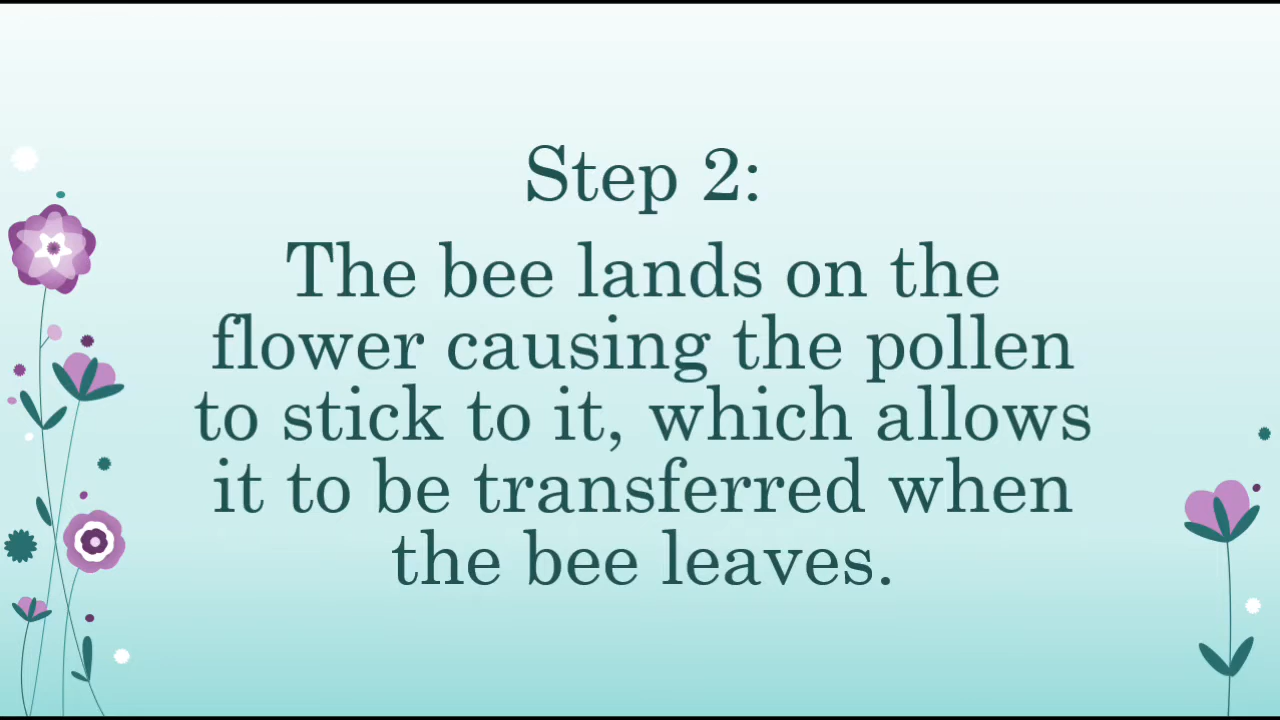 Step 2:
The bee lands on the
flower causing the pollen
to stick to it, which allows
it to be transferred when
the bee leaves.